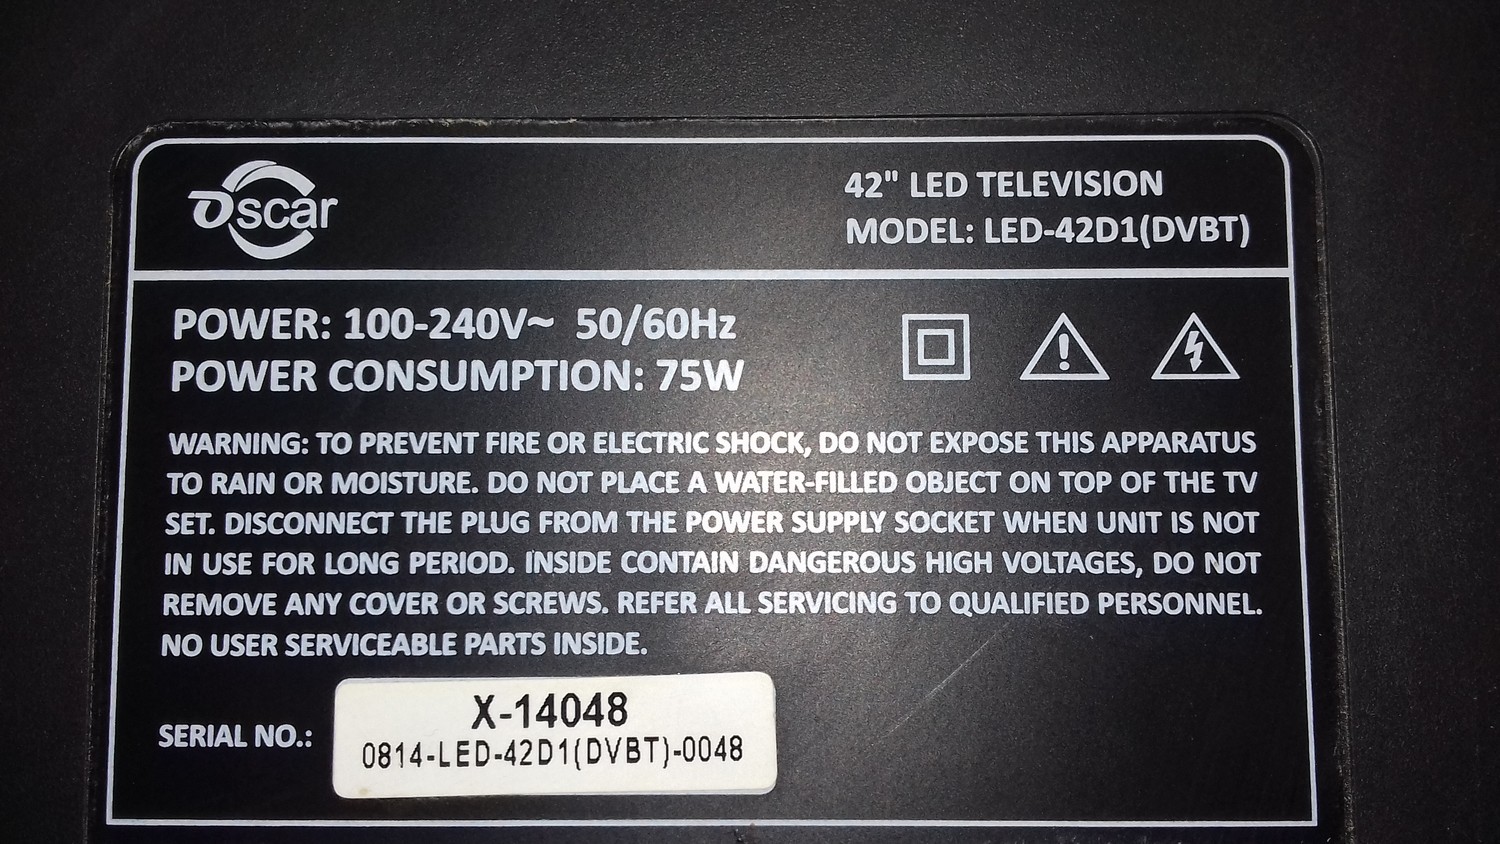 Oscar
42" LED TELEVISION
MODEL: LED-42D1(DVBT)
POWER: 100-240V~ 50/60Hz
POWER CONSUMPTION: 75W
WARNING: TO PREVENT FIRE OR ELECTRIC SHOCK, DO NOT EXPOSE THIS APPARATUS
TO RAIN OR MOISTURE. DO NOT PLACE A WATER-FILLED OBJECT ON TOP OF THE TV
SET. DISCONNECT THE PLUG FROM THE POWER SUPPLY SOCKET WHEN UNIT IS NOT
IN USE FOR LONG PERIOD. INSIDE CONTAIN DANGEROUS HIGH VOLTAGES, DO NOT
REMOVE ANY COVER OR SCREWS. REFER ALL SERVICING TO QUALIFIED PERSONNEL.
NO USER SERVICEABLE PARTS INSIDE.
SERIAL NO.:
X-14048
0814-LED-42D1(DVBT)-0048